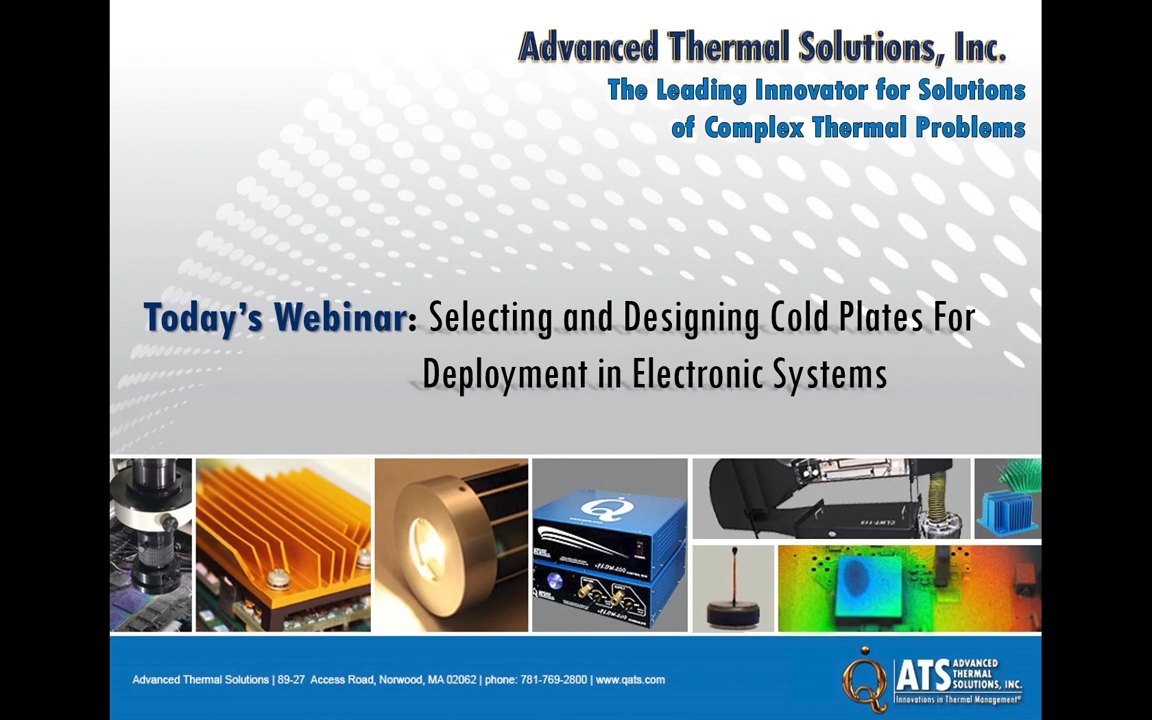 Advanced Thermal Solutions, Inc.
The Leading Innovator for Solutions
of Complex Thermal Problems
Today's Webinar: Selecting and Designing Cold Plates For
Deployment in Electronic Systems
CLWT-115
Advanced Thermal Solutions | 89-27 Access Road, Norwood, MA 02062 | phone: 781-769-2800 | www.qats.com
ATS
ADVANCED
THERMAL
SOLUTIONS, INC.
Innovations in Thermal Management®